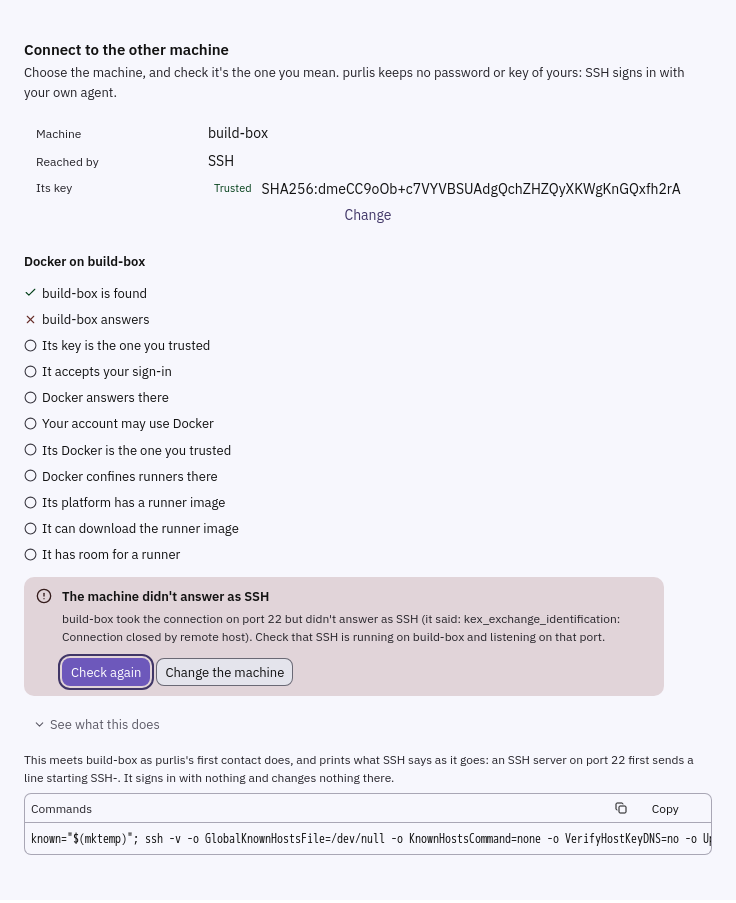 Connect to the other machine
Choose the machine, and check it's the one you mean. purlis keeps no password or key of yours: SSH signs in with
your own agent.
Machine build-box
Reached by SSH
Its key Trusted SHA256:dmeCC9oOb+c7VYVBSUAdgQchZHZQyXKWgKnGQxfh2rA
Change
Docker on build-box
build-box is found
build-box answers
Its key is the one you trusted
It accepts your sign-in
Docker answers there
Your account may use Docker
Its Docker is the one you trusted
Docker confines runners there
Its platform has a runner image
It can download the runner image
It has room for a runner
The machine didn't answer as SSH
build-box took the connection on port 22 but didn't answer as SSH (it said: kex_exchange_identification:
Connection closed by remote host). Check that SSH is running on build-box and listening on that port.
Check again Change the machine
See what this does
This meets build-box as purlis's first contact does, and prints what SSH says as it goes: an SSH server on port 22 first sends a
line starting SSH-. It signs in with nothing and changes nothing there.
Commands Copy
known="$(mktemp)"; ssh -v -o GlobalKnownHostsFile=/dev/null -o KnownHostsCommand=none -o VerifyHostKeyDNS=no -o